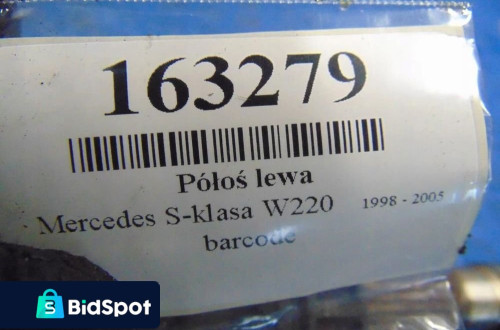 163279
Półoś lewa
Mercedes S-klasa W220 1998 - 2005
barcode
BidSpot